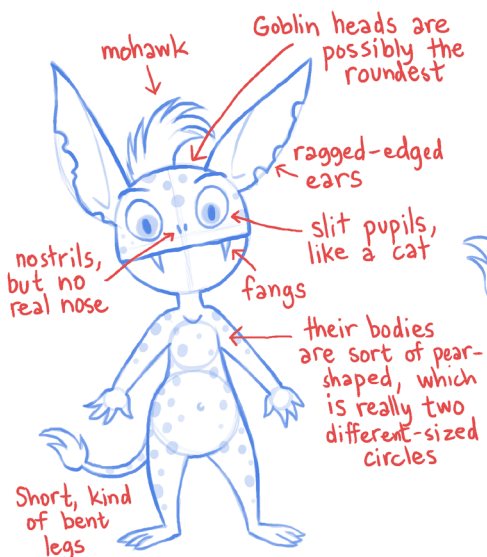 Goblin heads are
possibly the
roundest
mohawk
ragged-edged
ears
slit pupils,
like a cat
nostrils,
but no
real nose
fangs
their bodies
are sort of pear-
shaped, which
is really two
different-sized
circles
Short, kind
of bent
legs